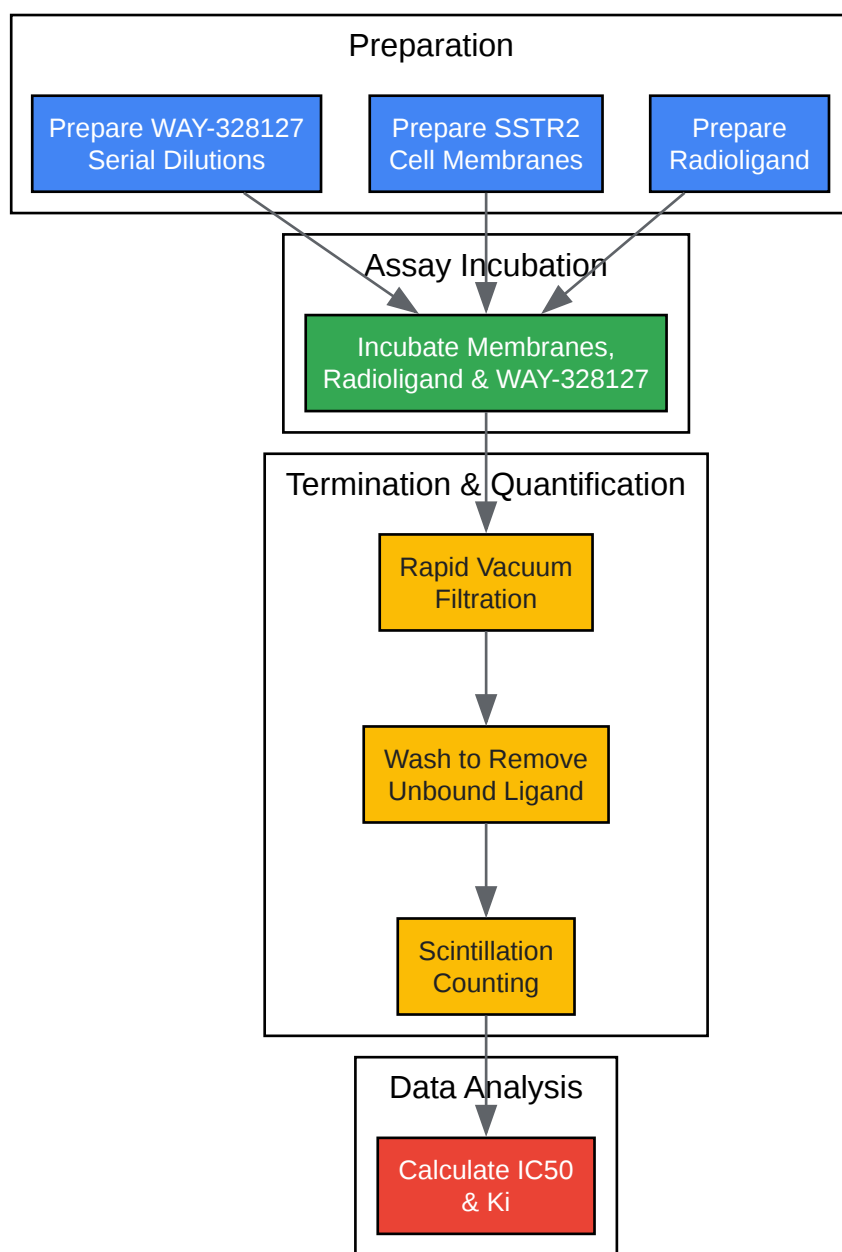 Preparation
Prepare WAY-328127
Serial Dilutions
Prepare SSTR2
Cell Membranes
Prepare
Radioligand
Assay Incubation
Incubate Membranes,
Radioligand & WAY-328127
Termination & Quantification
Rapid Vacuum
Filtration
Wash to Remove
Unbound Ligand
Scintillation
Counting
Data Analysis
Calculate IC50
& Ki